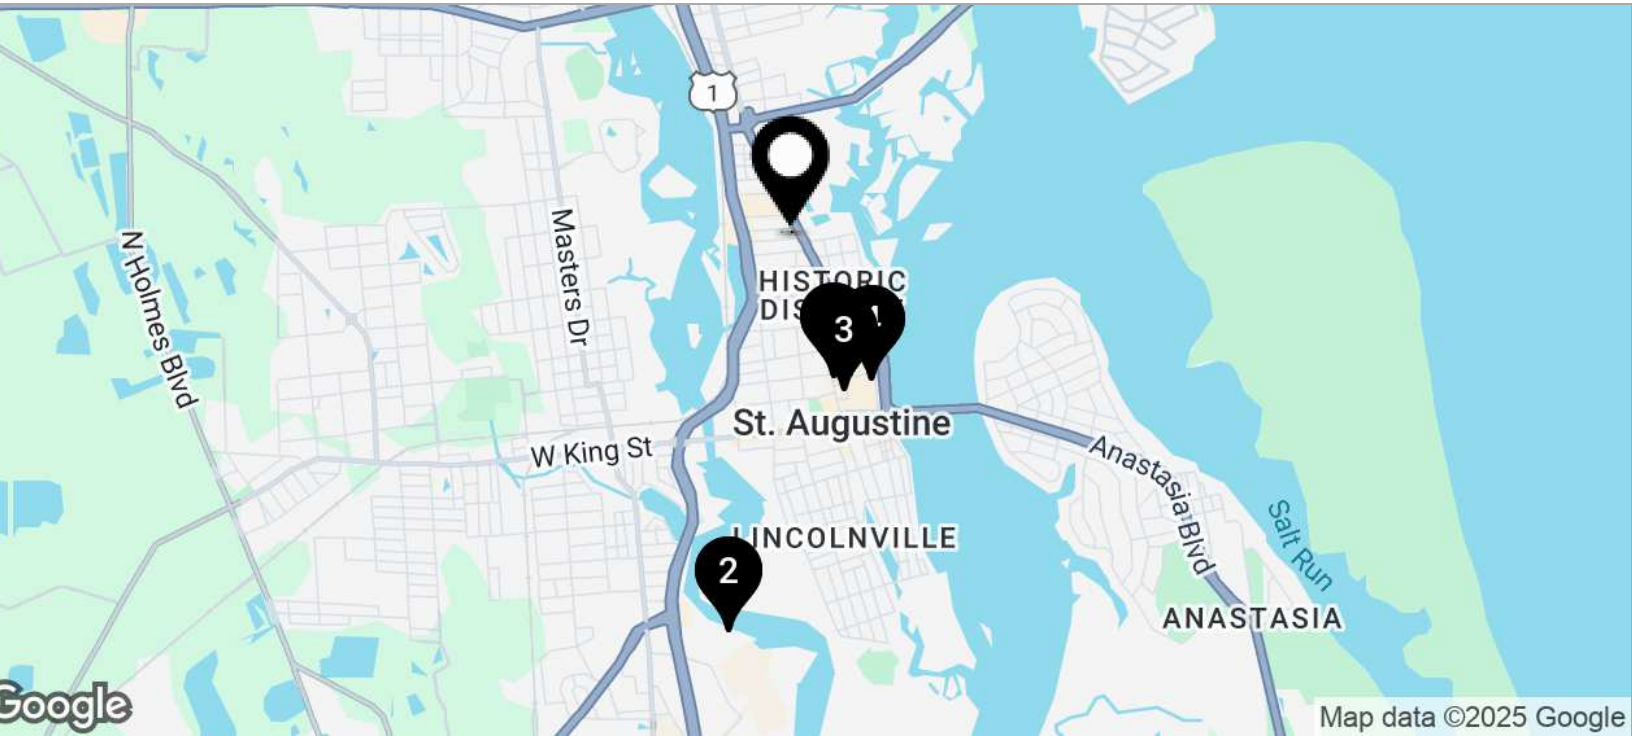 1
N Holmes Blvd
Masters Dr
HISTORIC
3
St. Augustine
W King St
Anastasia Blvd
Salt Run
LINCOLNVILLE
2
ANASTASIA
Google
Map data ©2025 Google